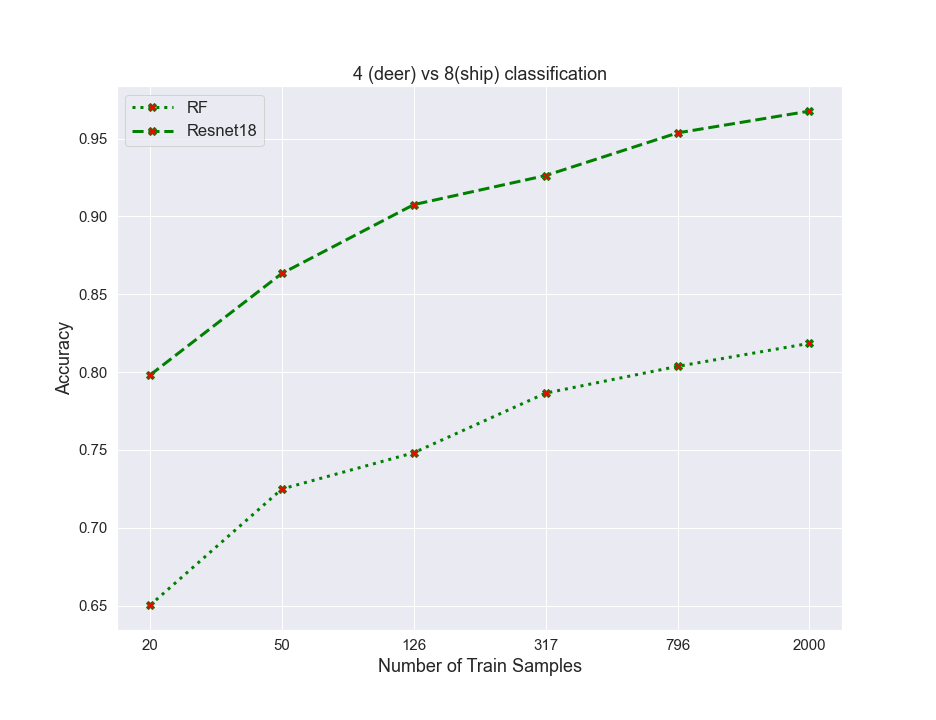 4 (deer) vs 8(ship) classification
RF
Resnet18
Accuracy
0.95
0.90
0.85
0.80
0.75
0.70
0.65
20 50 126 317 796 2000
Number of Train Samples